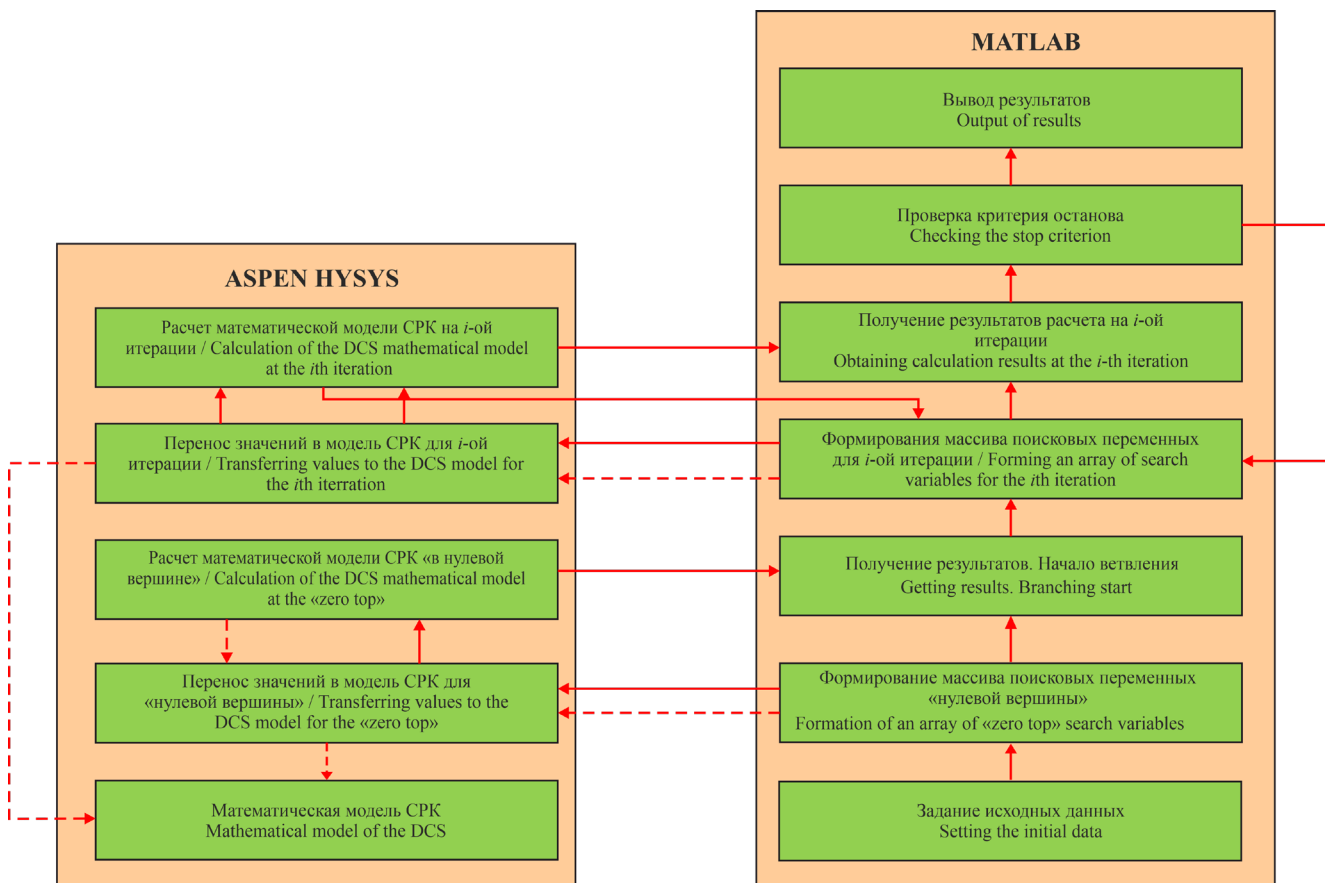 ASPEN HYSYS
Расчет математической модели СРК на i-ой
итерации / Calculation of the DCS mathematical model
at the ith iteration
Перенос значений в модель СРК для i-ой
итерации / Transferring values to the DCS model for
the ith iterration
Расчет математической модели СРК «в нулевой
вершине» / Calculation of the DCS mathematical model
at the «zero top»
Перенос значений в модель СРК для
«нулевой вершины» / Transferring values to the
DCS model for the «zero top»
Математическая модель СРК
Mathematical model of the DCS
MATLAB
Вывод результатов
Output of results
Проверка критерия останова
Checking the stop criterion
Получение результатов расчета на i-ой
итерации
Obtaining calculation results at the i-th iteration
Формирования массива поисковых переменных
для i-ой итерации / Forming an array of search
variables for the ith iteration
Получение результатов. Начало ветвления
Getting results. Branching start
Формирование массива поисковых переменных
«нулевой вершины»
Formation of an array of «zero top» search variables
Задание исходных данных
Setting the initial data